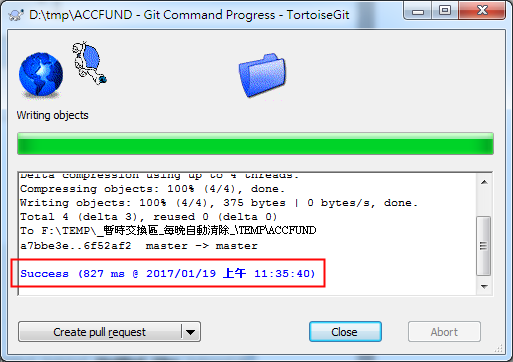 D:\tmp\ACCFUND - Git Command Progress - TortoiseGit
Writing objects
Delta compression using up to 4 threads.
Compressing objects: 100% (4/4), done.
Writing objects: 100% (4/4), 375 bytes | 0 bytes/s, done.
Total 4 (delta 3), reused 0 (delta 0)
To F:\TEMP\_暫時交換區_每晚自動清除_\TEMP\ACCFUND
a7bbe3e..6f52af2  master -> master
Success (827 ms @ 2017/01/19 上午 11:35:40)
Create pull request
Close
Abort